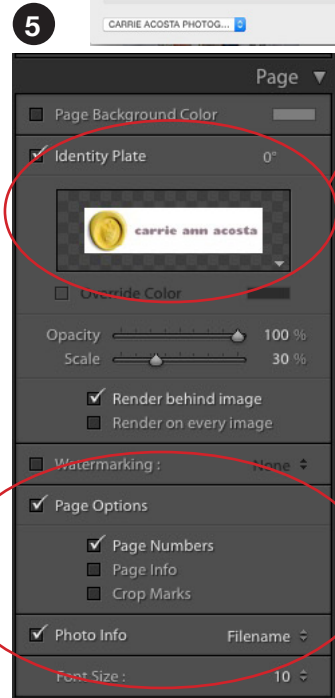 5
CARRIE ACOSTA PHOTOG...
Page
Page Background Color
Identity Plate 0°
carrie ann acosta
Override Color
Opacity 100 %
Scale 30 %
Render behind image
Render on every image
Watermarking : None
Page Options
Page Numbers
Page Info
Crop Marks
Photo Info Filename
Font Size : 10